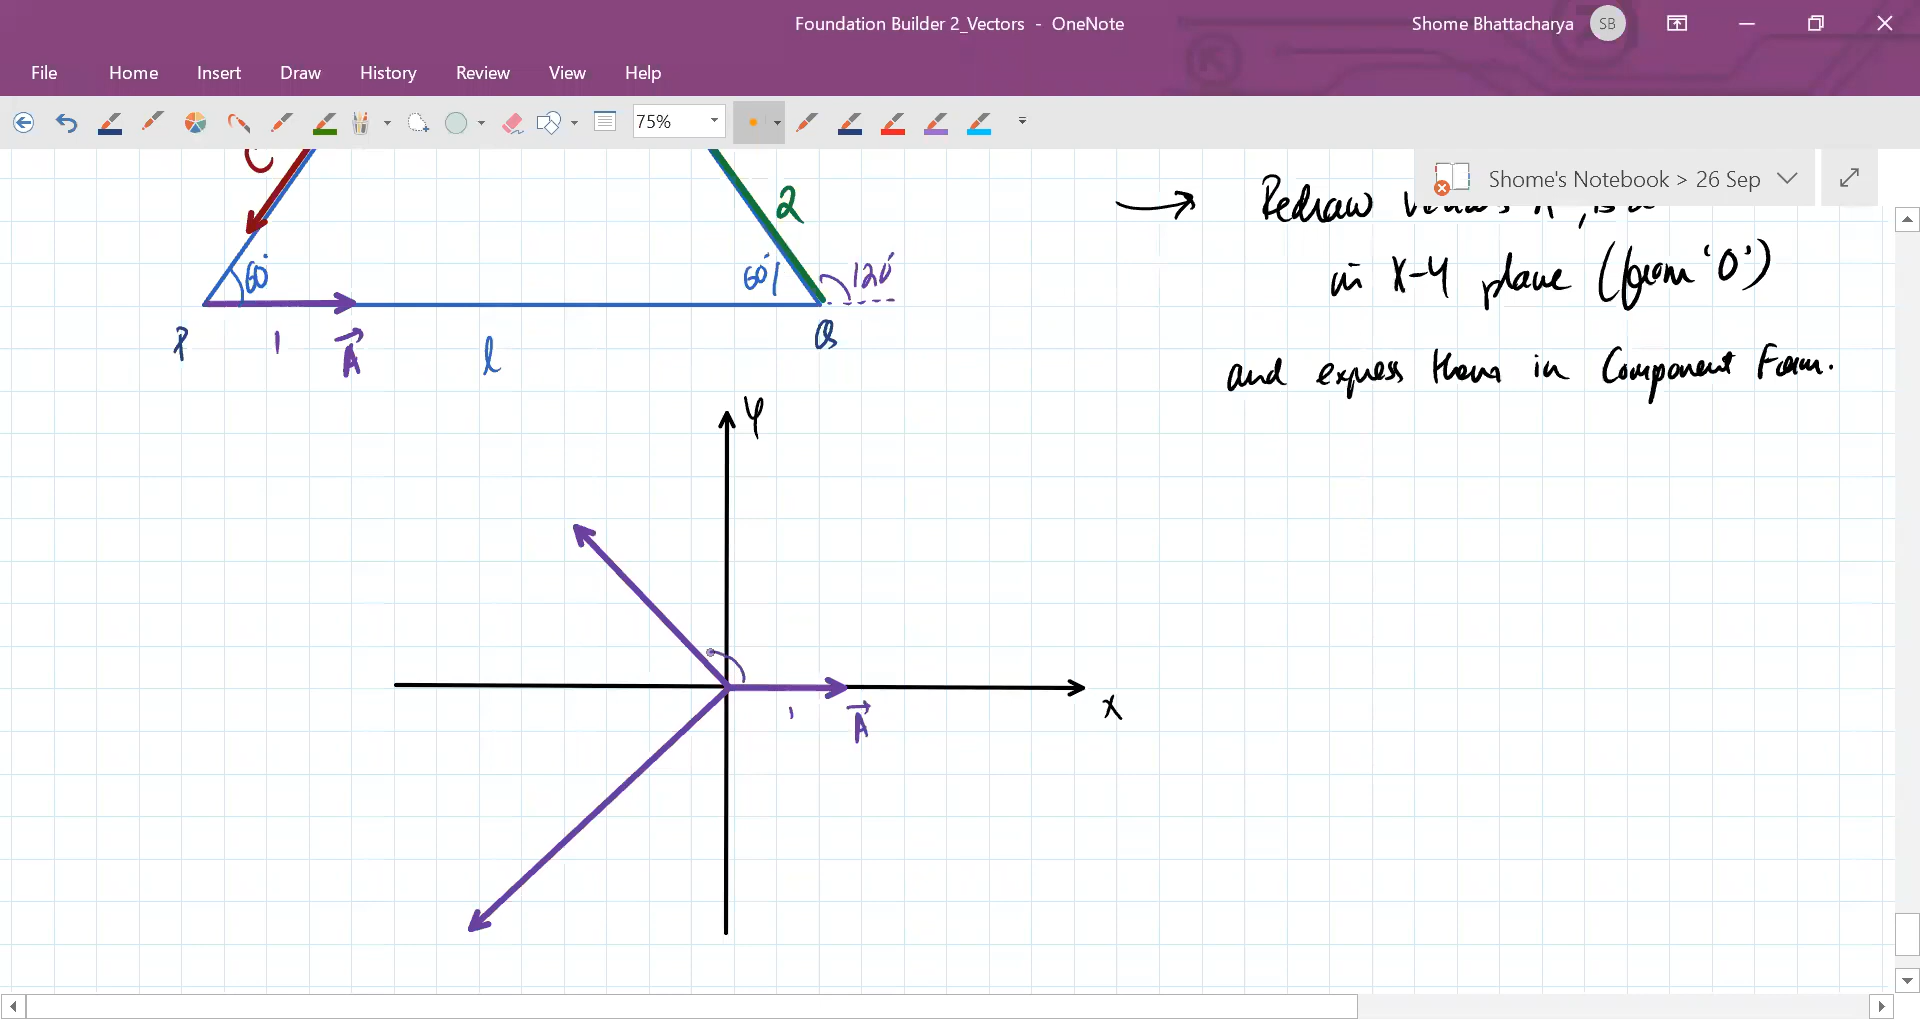 Foundation Builder 2_Vectors - OneNote
Shome Bhattacharya SB
File Home Insert Draw History Review View Help
75%
Shome's Notebook > 26 Sep
C
2
→ Redraw
in X-Y plane (from 'O')
and express them in Component Form.
60°
60°
120°
P
1
A
l
Q
Y
1
A
X